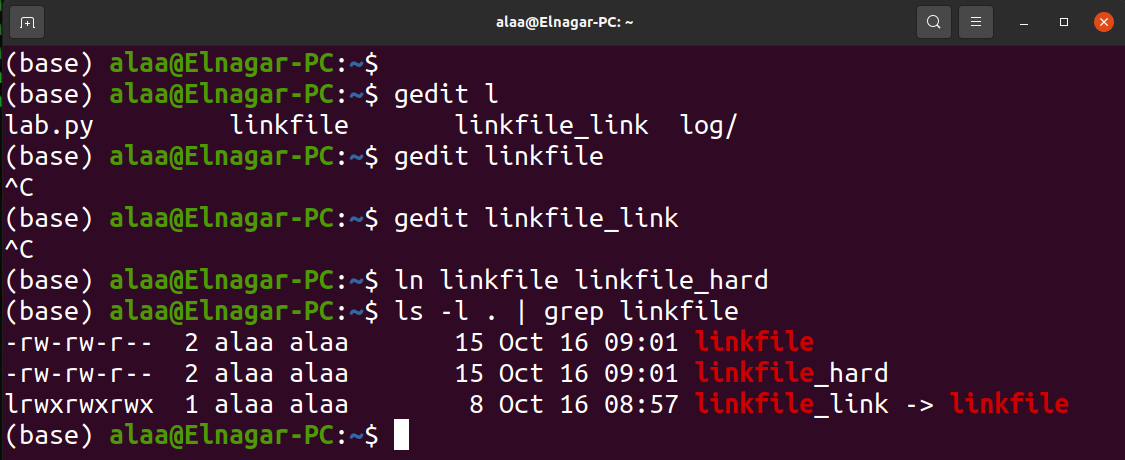 alaa@Elnagar-PC: ~
(base) alaa@Elnagar-PC:~$
(base) alaa@Elnagar-PC:~$ gedit l
lab.py         linkfile       linkfile_link  log/
(base) alaa@Elnagar-PC:~$ gedit linkfile
^C
(base) alaa@Elnagar-PC:~$ gedit linkfile_link
^C
(base) alaa@Elnagar-PC:~$ ln linkfile linkfile_hard
(base) alaa@Elnagar-PC:~$ ls -l . | grep linkfile
-rw-rw-r--  2 alaa alaa       15 Oct 16 09:01 linkfile
-rw-rw-r--  2 alaa alaa       15 Oct 16 09:01 linkfile_hard
lrwxrwxrwx  1 alaa alaa        8 Oct 16 08:57 linkfile_link -> linkfile
(base) alaa@Elnagar-PC:~$